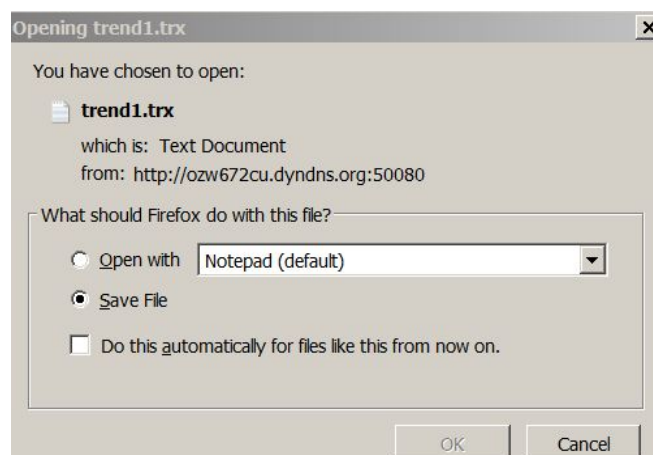 Opening trend1.trx
You have chosen to open:
trend1.trx
which is: Text Document
from: http://ozw672cu.dyndns.org:50080
What should Firefox do with this file?
Open with Notepad (default)
Save File
Do this automatically for files like this from now on.
OK Cancel